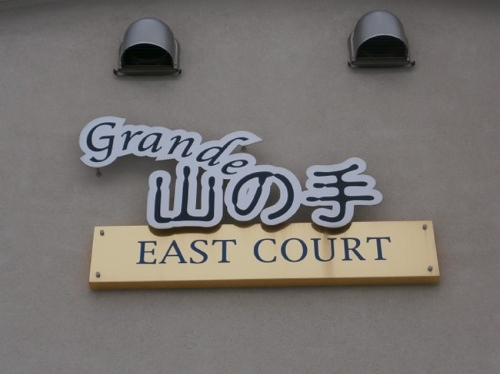 Grande
山の手
EAST COURT